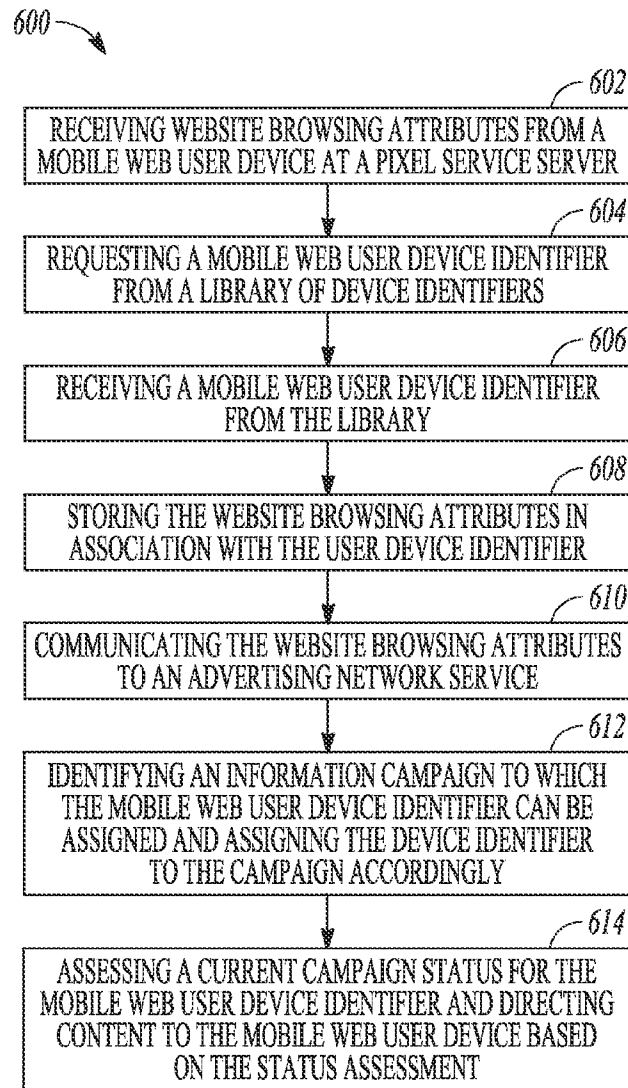 600
602
RECEIVING WEBSITE BROWSING ATTRIBUTES FROM A
MOBILE WEB USER DEVICE AT A PIXEL SERVICE SERVER
604
REQUESTING A MOBILE WEB USER DEVICE IDENTIFIER
FROM A LIBRARY OF DEVICE IDENTIFIERS
606
RECEIVING A MOBILE WEB USER DEVICE IDENTIFIER
FROM THE LIBRARY
608
STORING THE WEBSITE BROWSING ATTRIBUTES IN
ASSOCIATION WITH THE USER DEVICE IDENTIFIER
610
COMMUNICATING THE WEBSITE BROWSING ATTRIBUTES
TO AN ADVERTISING NETWORK SERVICE
612
IDENTIFYING AN INFORMATION CAMPAIGN TO WHICH
THE MOBILE WEB USER DEVICE IDENTIFIER CAN BE
ASSIGNED AND ASSIGNING THE DEVICE IDENTIFIER
TO THE CAMPAIGN ACCORDINGLY
614
ASSESSING A CURRENT CAMPAIGN STATUS FOR THE
MOBILE WEB USER DEVICE IDENTIFIER AND DIRECTING
CONTENT TO THE MOBILE WEB USER DEVICE BASED
ON THE STATUS ASSESSMENT